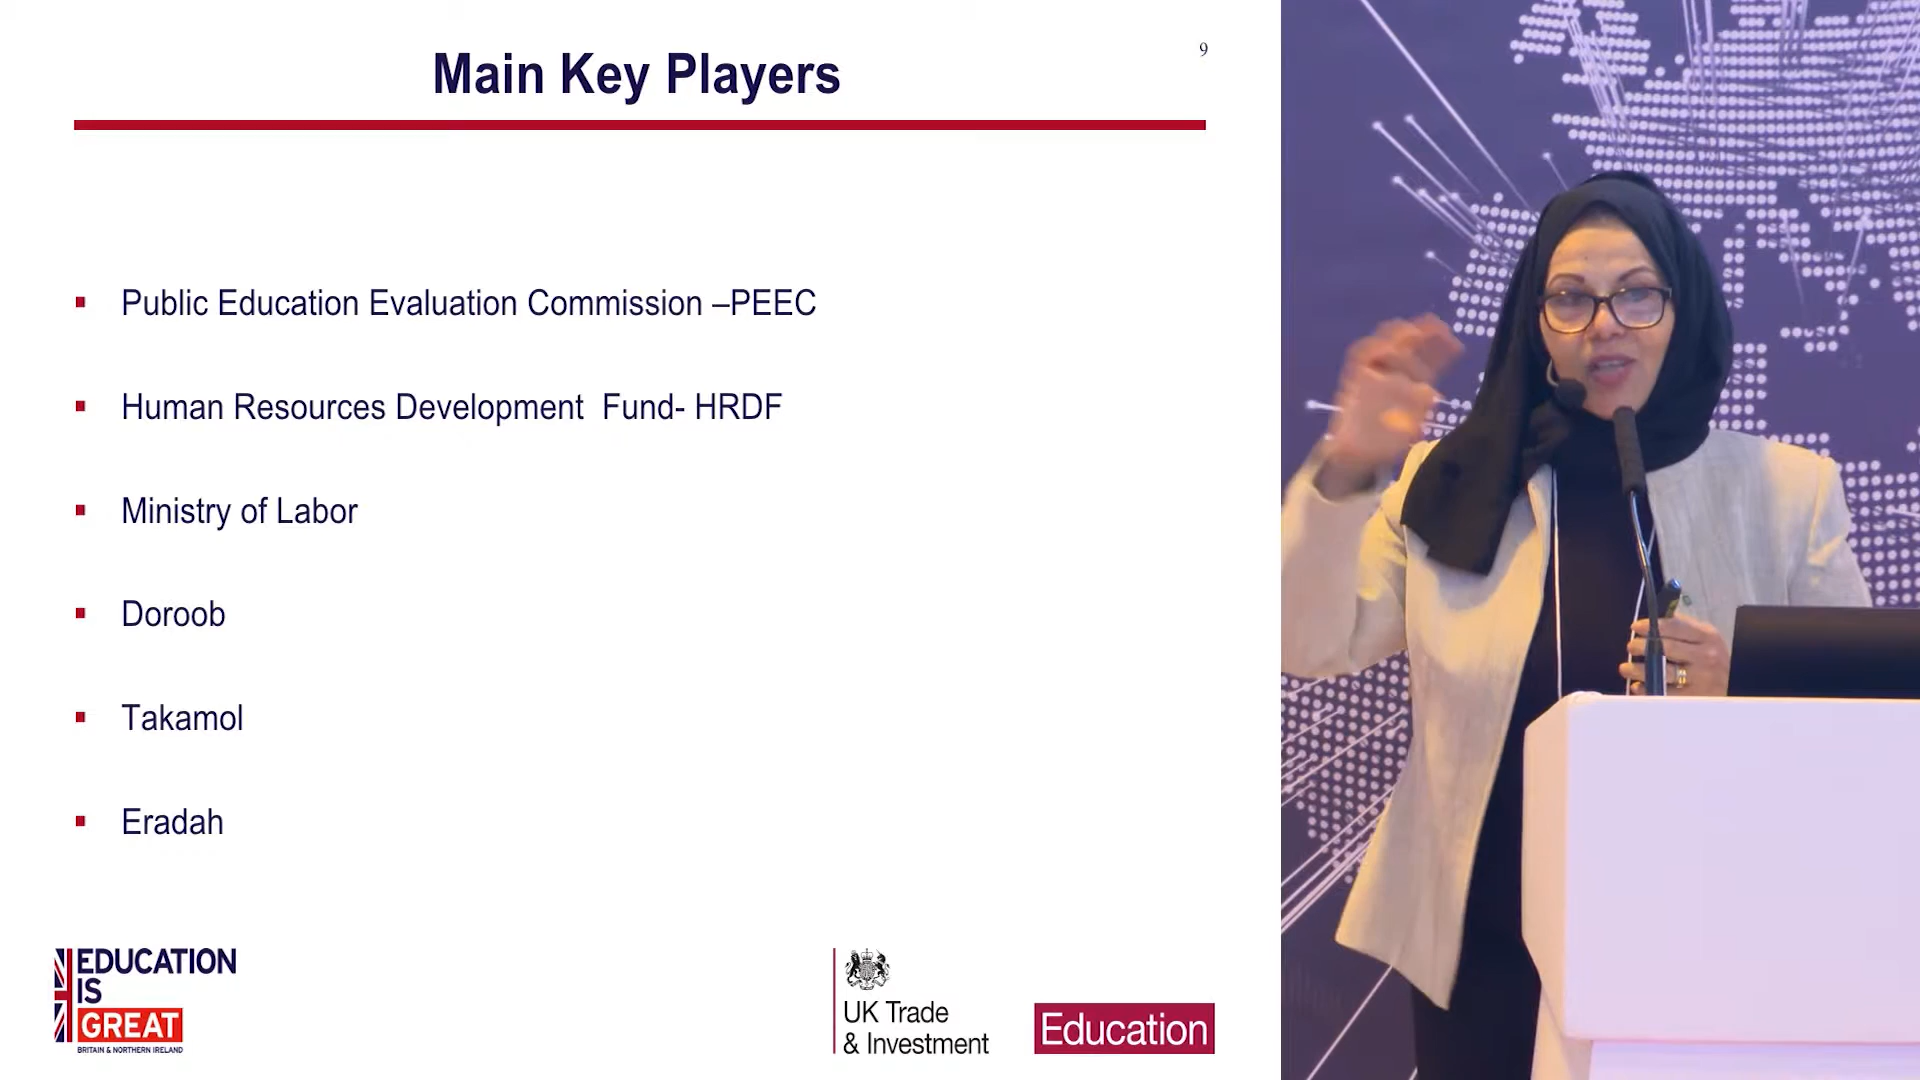 Main Key Players
9
▪ Public Education Evaluation Commission –PEEC
▪ Human Resources Development  Fund- HRDF
▪ Ministry of Labor
▪ Doroob
▪ Takamol
▪ Eradah
EDUCATION
IS
GREAT
BRITAIN & NORTHERN IRELAND
UK Trade
& Investment
Education